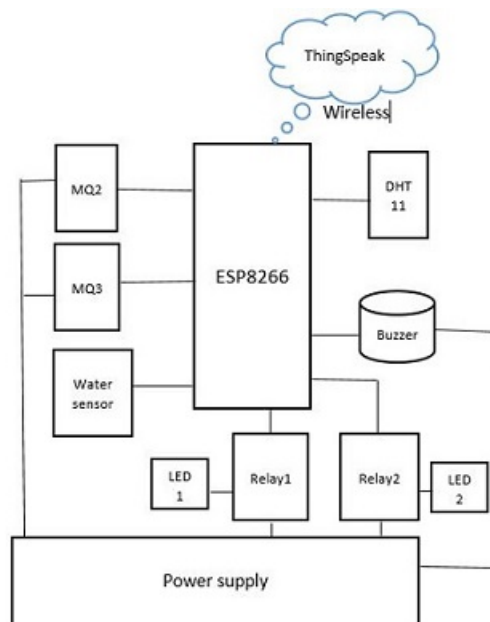 ThingSpeak
Wireless
MQ2
DHT
11
ESP8266
MQ3
Buzzer
Water
sensor
LED
1
Relay1
Relay2
LED
2
Power supply